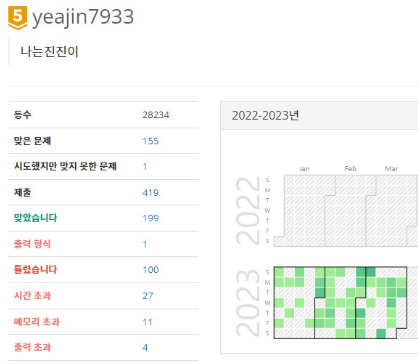 5 yeajin7933
나는진진이
등수 28234
맞은 문제 155
시도했지만 맞지 못한 문제 1
제출 419
맞았습니다 199
출력 형식 1
틀렸습니다 100
시간 초과 27
메모리 초과 11
출력 초과 4
2022-2023년
Jan Feb Mar
2022
S
M
T
W
T
F
S
2023
S
M
T
W
T
F
S